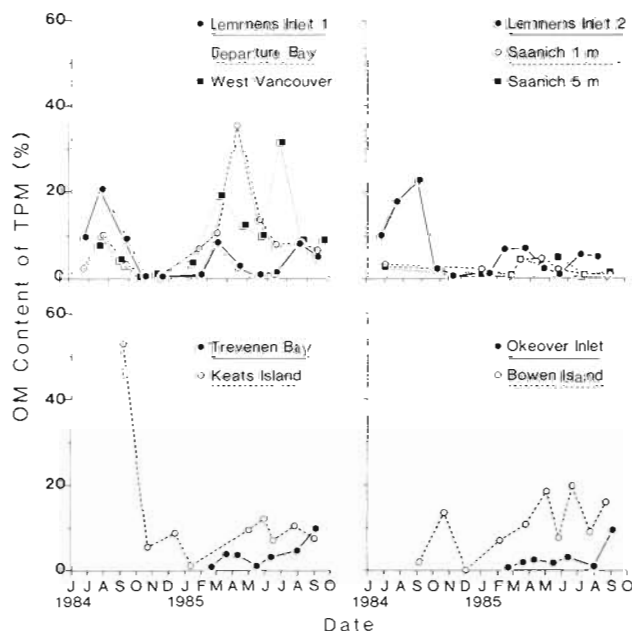 OM Content of TPM (%)
60
40
20
0
Lemmens Inlet 1
Departure Bay
West Vancouver
Lemmens Inlet 2
Saanich 1 m
Saanich 5 m
60
40
20
0
Trevenen Bay
Keats Island
Okeover Inlet
Bowen Island
J J A S O N D J F M A M J J A S O
1984 1985
J J A S O N D J F M A M J J A S O
1984 1985
Date